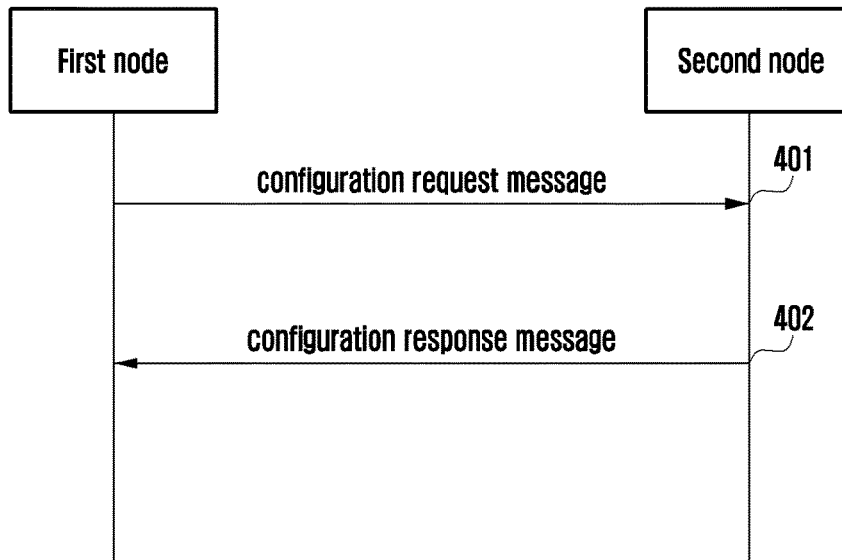 First node
Second node
401
configuration request message
402
configuration response message